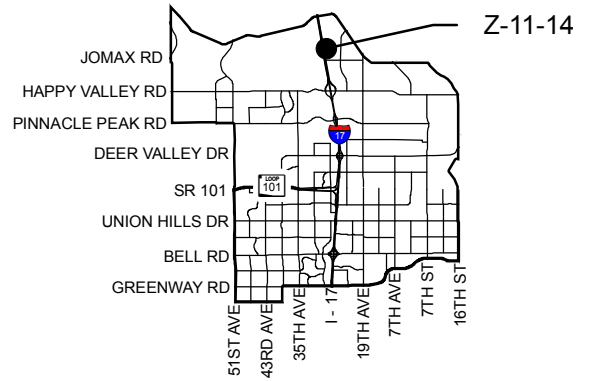 Z-11-14
JOMAX RD
HAPPY VALLEY RD
PINNACLE PEAK RD
17
DEER VALLEY DR
SR 101
LOOP
101
UNION HILLS DR
BELL RD
GREENWAY RD
51ST AVE
43RD AVE
35TH AVE
I - 17
19TH AVE
7TH AVE
7TH ST
16TH ST